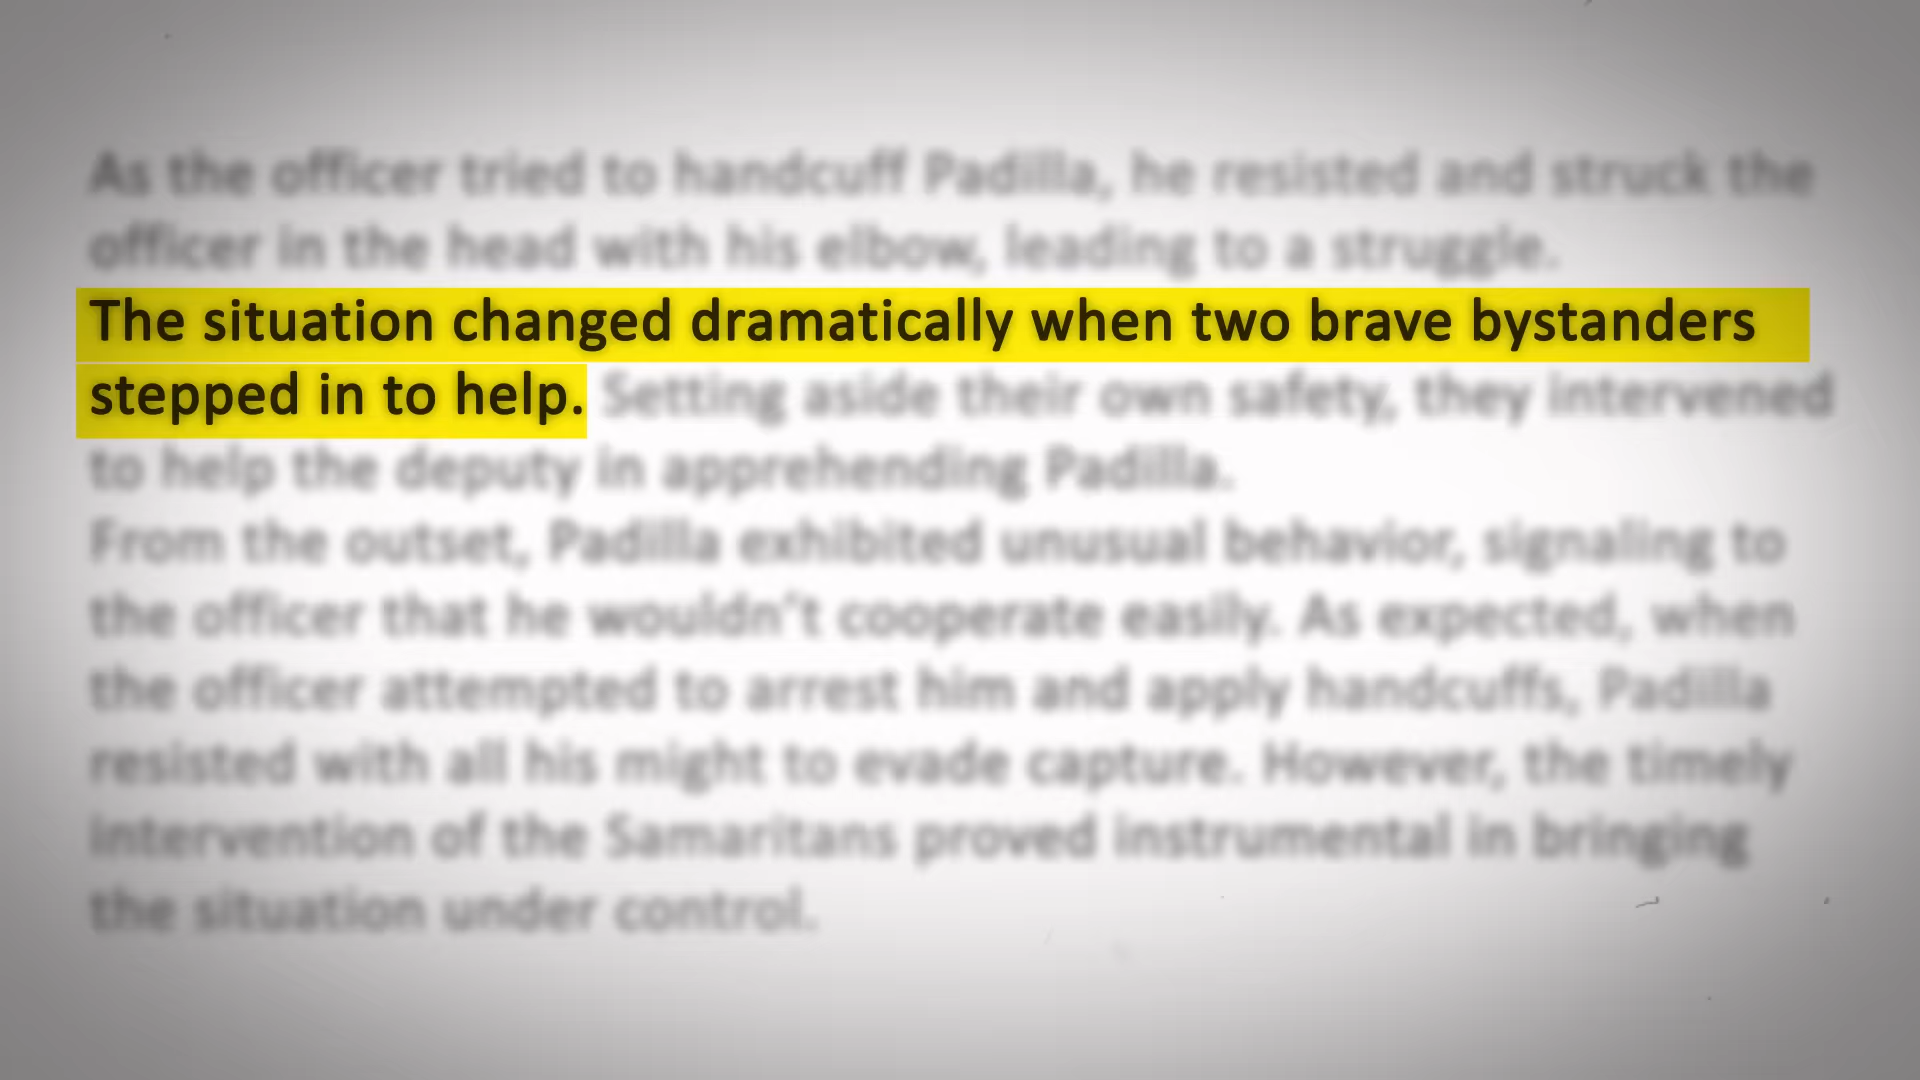 As the officer tried to handcuff Padilla, he resisted and struck the
officer in the head with his elbow, leading to a struggle.
The situation changed dramatically when two brave bystanders
stepped in to help. Setting aside their own safety, they intervened
to help the deputy in apprehending Padilla.
From the outset, Padilla exhibited unusual behavior, signaling to
the officer that he wouldn't cooperate easily. As expected, when
the officer attempted to arrest him and apply handcuffs, Padilla
resisted with all his might to evade capture. However, the timely
intervention of the Samaritans proved instrumental in bringing
the situation under control.